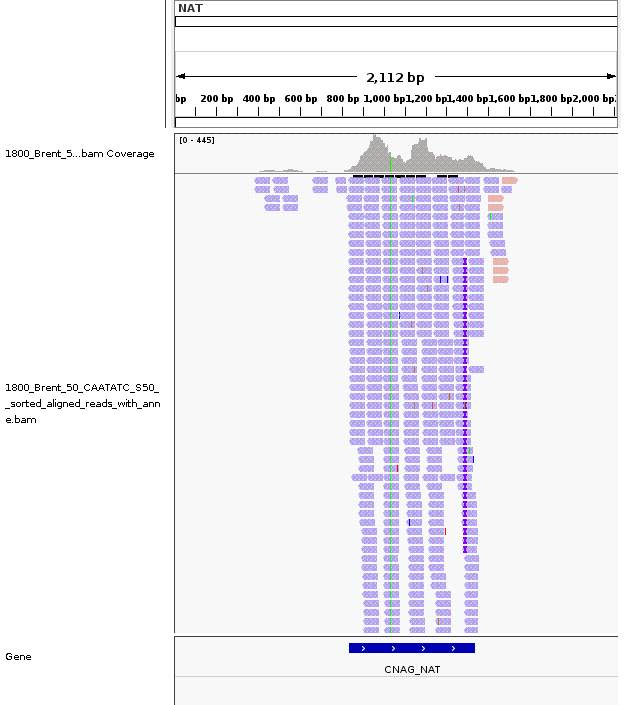 NAT
2,112 bp
bp 200 bp 400 bp 600 bp 800 bp 1,000 bp 1,200 bp 1,400 bp 1,600 bp 1,800 bp 2,000 bp
[0 - 445]
1800_Brent_5...bam Coverage
1800_Brent_50_CAATATC_S50_
_sorted_aligned_reads_with_ann
e.bam
Gene
CNAG_NAT